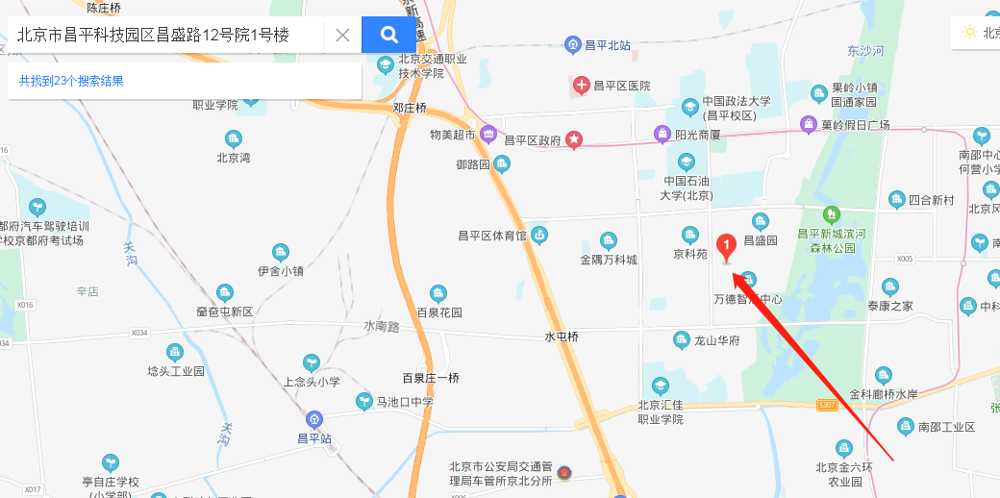 陈庄桥
北京市昌平科技园区昌盛路12号院1号楼
北京
共找到23个搜索结果
昌平北站
东沙河
北京交通职业
技术学院
昌平区医院
果岭小镇
国通家园
职业学院
邓庄桥
中国政法大学
(昌平校区)
物美超市
昌平区政府
阳光商厦
菓岭假日广场
北京湾
御路园
南邵中心
何营小学
中国石油
大学(北京)
四合新村
北京风
都府汽车驾驶培训
学校京都府考试场
昌平区体育馆
金隅万科城
京科苑
1
昌盛园
昌平新城滨河
森林公园
关沟
X005
伊舍小镇
辛店
奤夿屯新区
百泉花园
万德智
中心
泰康之家
中科
X016
水南路
X034
X034
水屯桥
龙山华府
埝头工业园
上念头小学
百泉庄一桥
金科廊桥水岸
马池口中学
北京汇佳
职业学院
S307
昌平站
关沟
南邵工业区
亭自庄学校
(小学部)
北京市公安局交通管
理局车管所京北分所
北京金六环
农业园
X017